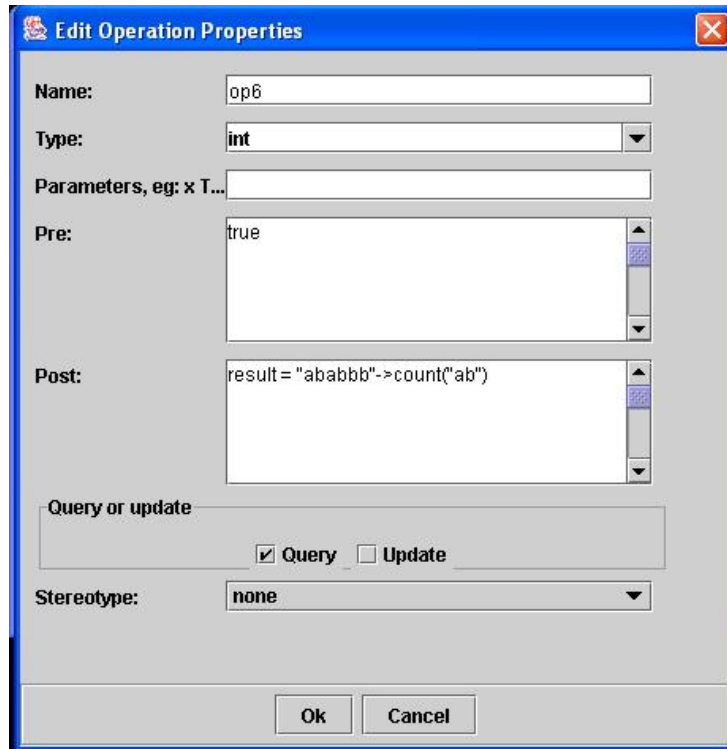 Edit Operation Properties
Name: op6
Type: int
Parameters, eg: x T...
Pre: true
Post: result = "ababbb"->count("ab")
Query or update
Query Update
Stereotype: none
Ok Cancel